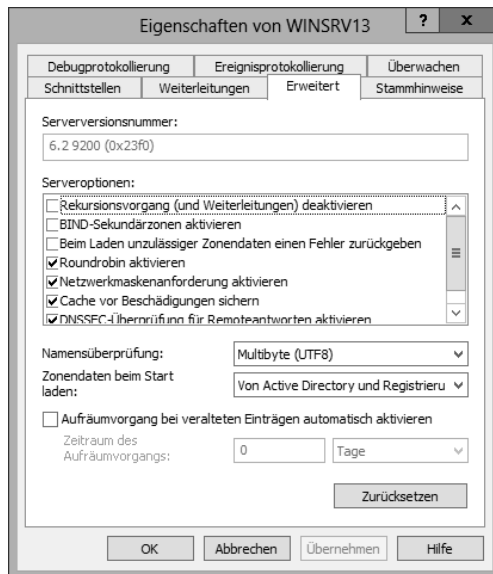 Eigenschaften von WINSRV13
? x
Debugprotokollierung Ereignisprotokollierung Überwachen
Schnittstellen Weiterleitungen Erweitert Stammhinweise
Serverversionsnummer:
6.2 9200 (0x23f0)
Serveroptionen:
Rekursionsvorgang (und Weiterleitungen) deaktivieren
BIND-Sekundärzonen aktivieren
Beim Laden unzulässiger Zonendaten einen Fehler zurückgeben
Roundrobin aktivieren
Netzwerkmaskenanforderung aktivieren
Cache vor Beschädigungen sichern
DNSSEC-Überprüfung für Remoteantworten aktivieren
Namensüberprüfung: Multibyte (UTF8)
Zonendaten beim Start
laden: Von Active Directory und Registrieru
Aufräumvorgang bei veralteten Einträgen automatisch aktivieren
Zeitraum des
Aufräumvorgangs: 0 Tage
Zurücksetzen
OK Abbrechen Übernehmen Hilfe